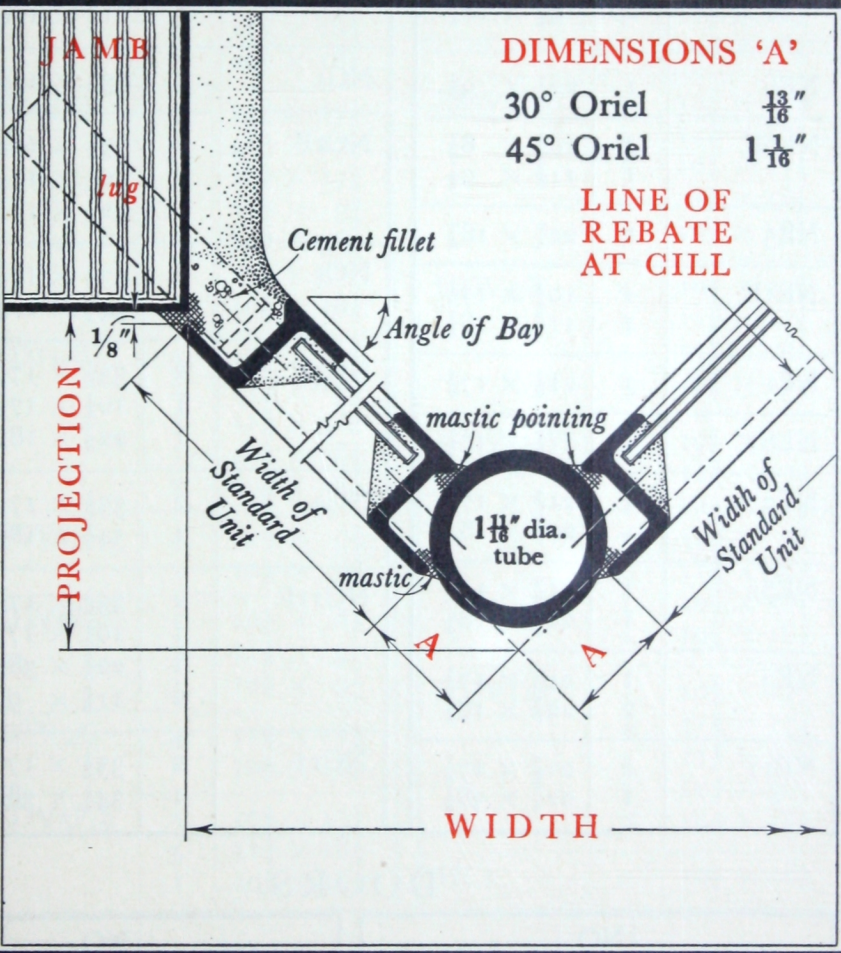 JAMB
DIMENSIONS ‘A’
30° Oriel 13/16″
45° Oriel 1 1/16″
lug
LINE OF
REBATE
AT CILL
Cement fillet
Angle of Bay
1/8″
PROJECTION
mastic pointing
Width of
Standard
Unit
1 11/16″ dia.
tube
Width of
Standard
Unit
mastic
A
A
WIDTH